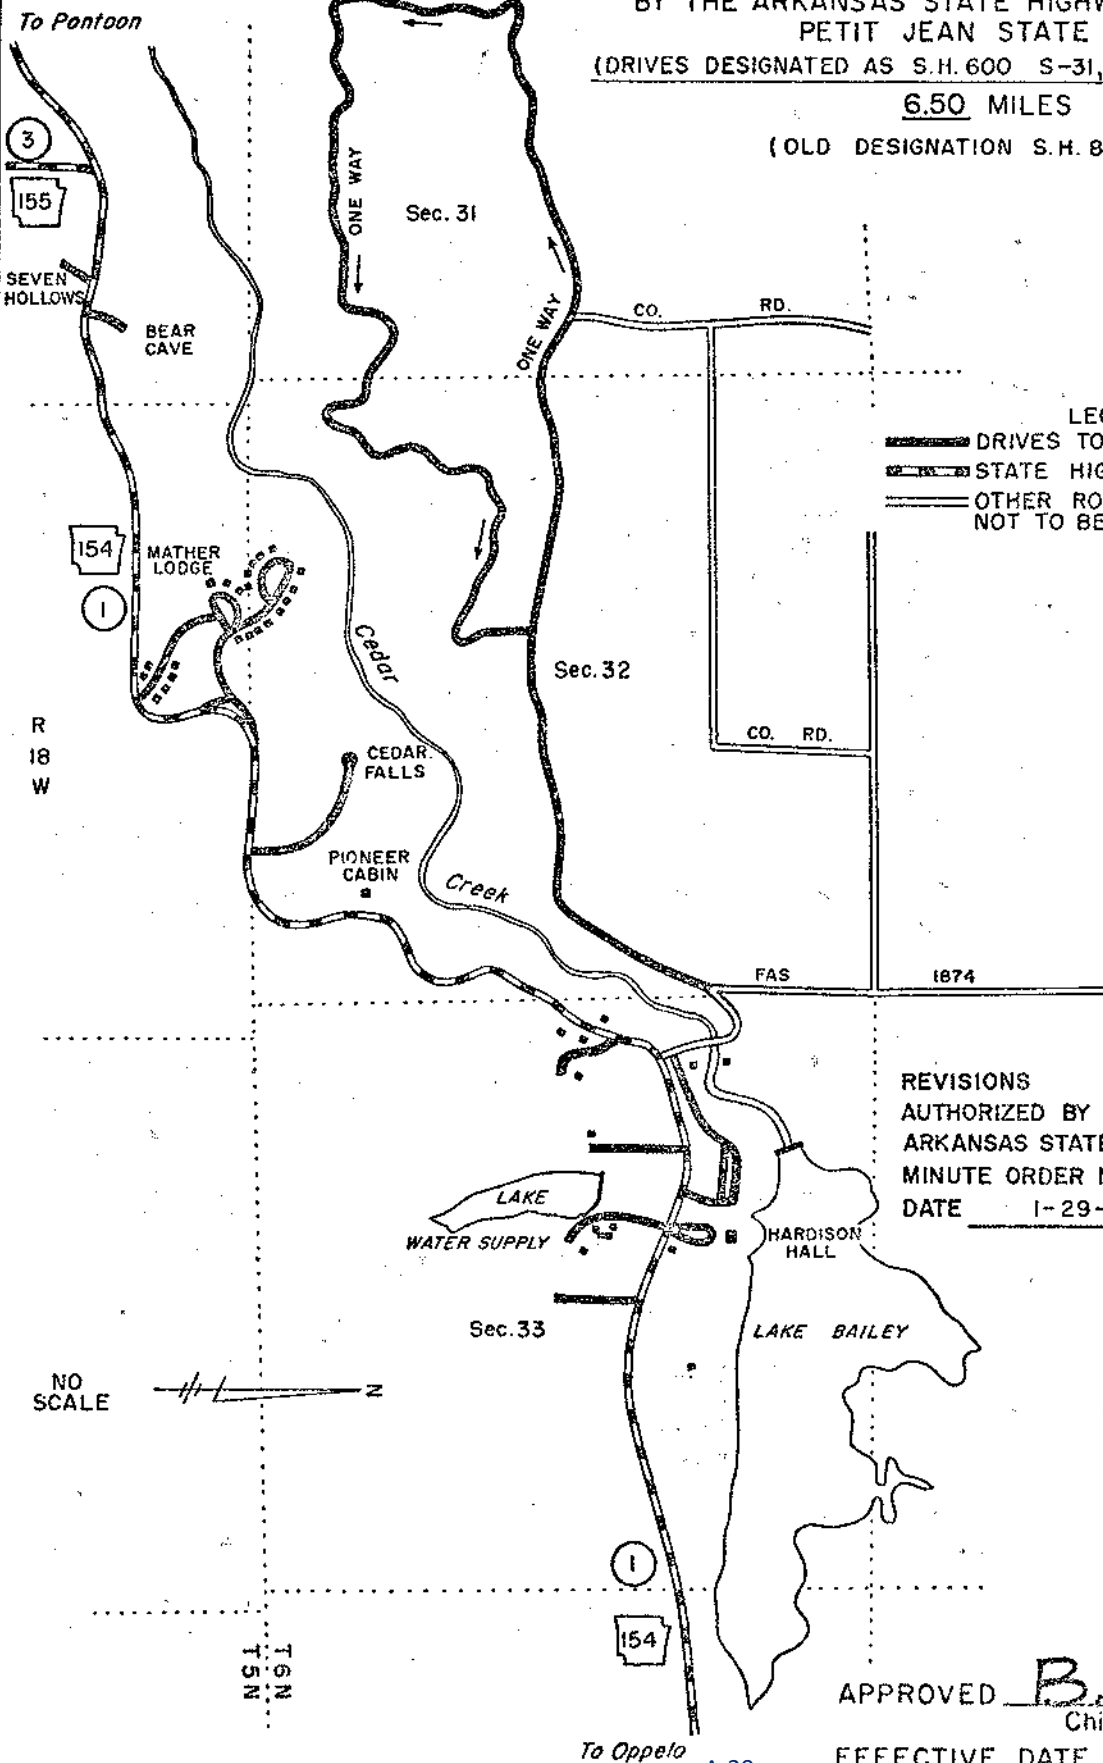 To Pontoon
BY THE ARKANSAS STATE HIGHW
PETIT JEAN STATE
(DRIVES DESIGNATED AS S.H. 600 S-31,
6.50 MILES
(OLD DESIGNATION S.H. 8
3
155
ONE WAY
Sec. 31
SEVEN
HOLLOWS
BEAR
CAVE
ONE WAY
CO. RD.
LE
DRIVES TO
STATE HIG
OTHER RO
NOT TO BE
154
MATHER
LODGE
1
Cedar
Sec. 32
R
18
W
CO. RD.
CEDAR
FALLS
PIONEER
CABIN
Creek
FAS 1874
REVISIONS
AUTHORIZED BY
ARKANSAS STATE
MINUTE ORDER
DATE 1-29-
LAKE
WATER SUPPLY
HARDISON
HALL
Sec. 33
LAKE BAILEY
NO
SCALE
N
1
154
T5N
T6N
APPROVED B.
Chi
To Oppelo
EFFECTIVE DATE